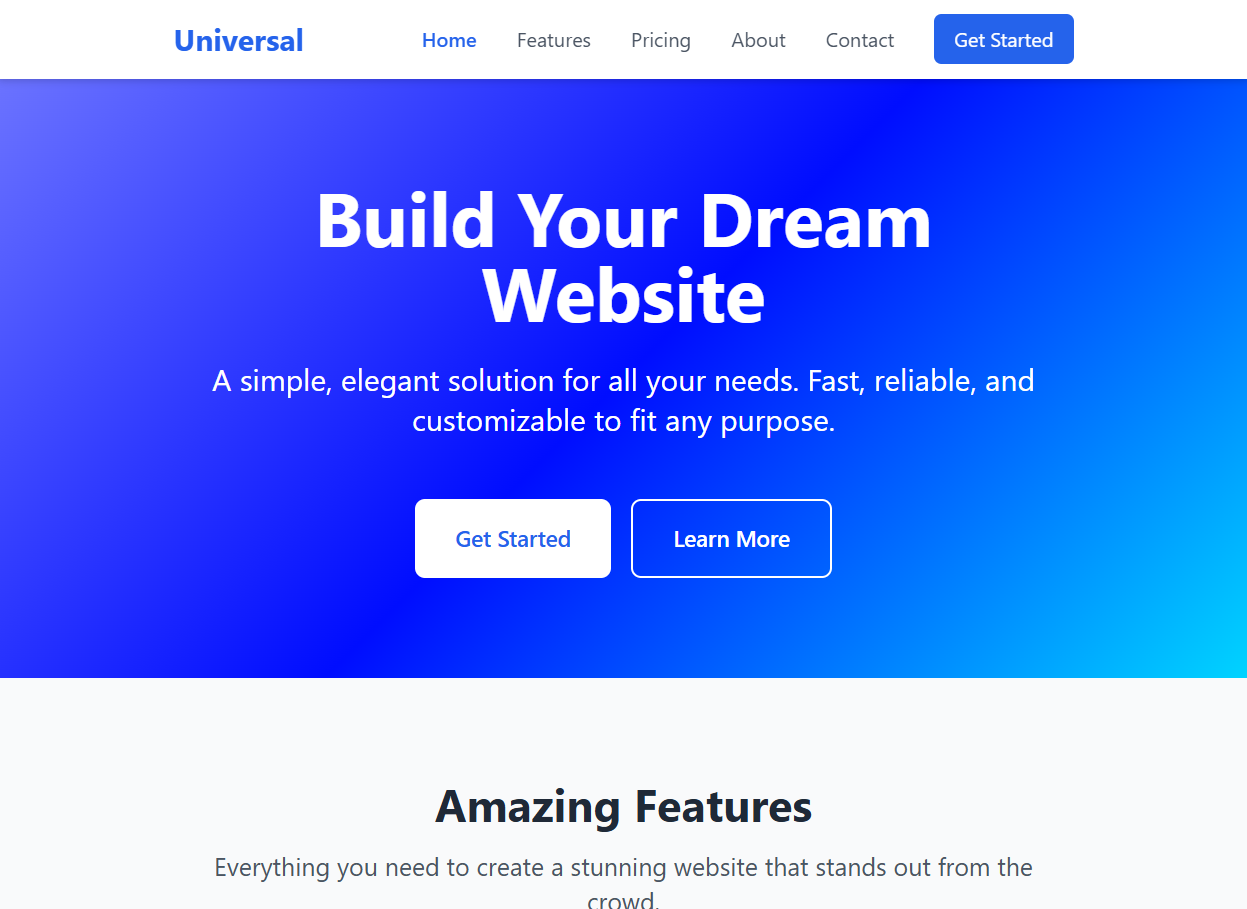 Universal
Home
Features
Pricing
About
Contact
Get Started
Build Your Dream
Website
A simple, elegant solution for all your needs. Fast, reliable, and
customizable to fit any purpose.
Get Started
Learn More
Amazing Features
Everything you need to create a stunning website that stands out from the
crowd.